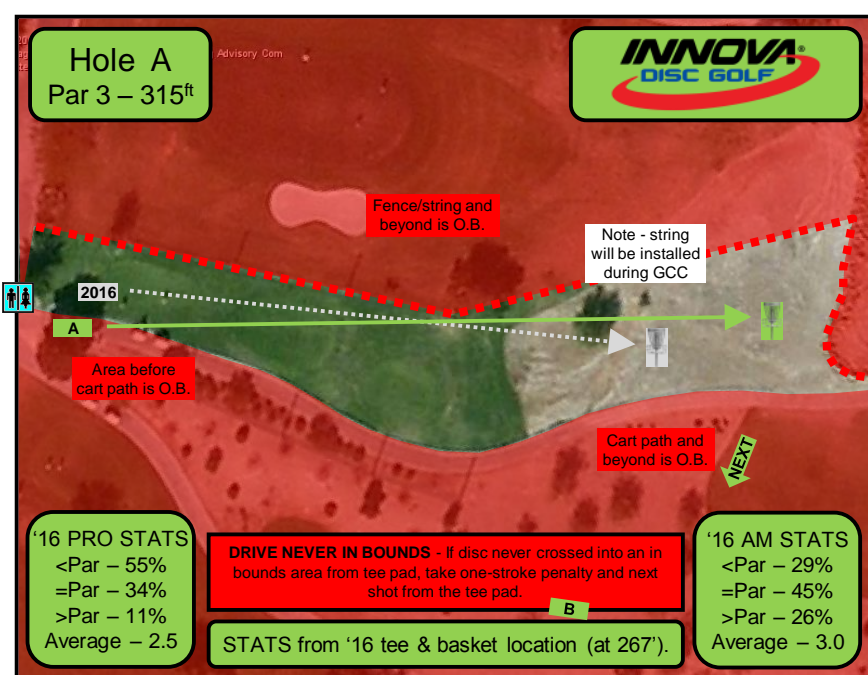 Hole A
Par 3 – 315ft
Advisory Com
INNOVA®
DISC GOLF
Fence/string and
beyond is O.B.
Note - string
will be installed
during GCC
2016
A
Area before
cart path is O.B.
Cart path and
beyond is O.B.
NEXT
'16 PRO STATS
<Par – 55%
=Par – 34%
>Par – 11%
Average – 2.5
DRIVE NEVER IN BOUNDS - If disc never crossed into an in
bounds area from tee pad, take one-stroke penalty and next
shot from the tee pad.
B
STATS from '16 tee & basket location (at 267').
'16 AM STATS
<Par – 29%
=Par – 45%
>Par – 26%
Average – 3.0